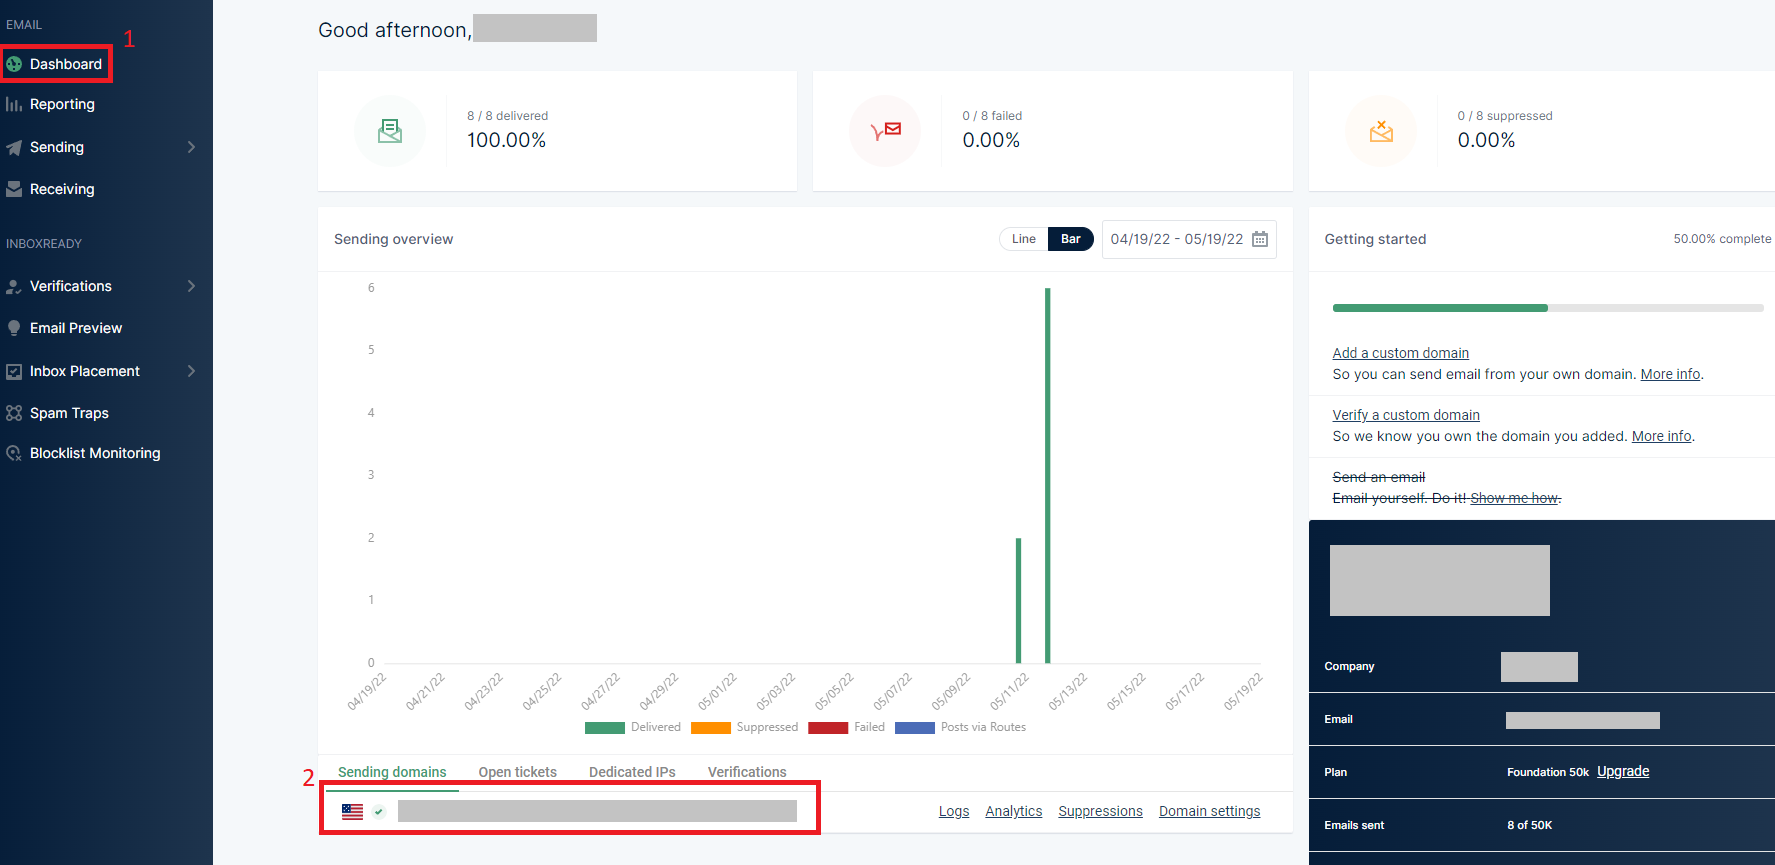 EMAIL
1
Dashboard
Reporting
Sending
Receiving
INBOXREADY
Verifications
Email Preview
Inbox Placement
Spam Traps
Blocklist Monitoring
Good afternoon,
8 / 8 delivered
100.00%
0 / 8 failed
0.00%
0 / 8 suppressed
0.00%
Sending overview
Line Bar 04/19/22 - 05/19/22
6
5
4
3
2
1
0
04/19/22 04/21/22 04/23/22 04/25/22 04/27/22 04/29/22 05/01/22 05/03/22 05/05/22 05/07/22 05/09/22 05/11/22 05/13/22 05/15/22 05/17/22 05/19/22
Delivered Suppressed Failed Posts via Routes
2
Sending domains Open tickets Dedicated IPs Verifications
Logs Analytics Suppressions Domain settings
Getting started 50.00% complete
Add a custom domain
So you can send email from your own domain. More info.
Verify a custom domain
So we know you own the domain you added. More info.
Send an email
Email yourself. Do it! Show me how.
Company
Email
Plan Foundation 50k Upgrade
Emails sent 8 of 50K